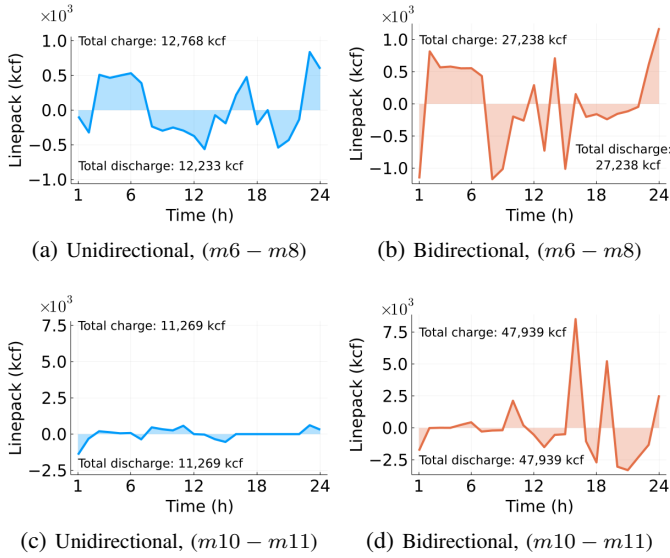 ×10³
Total charge: 12,768 kcf
1.0
0.5
0.0
−0.5
−1.0
Linepack (kcf)
Total discharge: 12,233 kcf
1 6 12 18 24
Time (h)
(a) Unidirectional, (m6 − m8)
×10³
Total charge: 27,238 kcf
1.0
0.5
0.0
−0.5
−1.0
Linepack (kcf)
Total discharge:
27,238 kcf
1 6 12 18 24
Time (h)
(b) Bidirectional, (m6 − m8)
×10³
Total charge: 11,269 kcf
7.5
5.0
2.5
0.0
−2.5
Linepack (kcf)
Total discharge: 11,269 kcf
1 6 12 18 24
Time (h)
(c) Unidirectional, (m10 − m11)
×10³
Total charge: 47,939 kcf
7.5
5.0
2.5
0.0
−2.5
Linepack (kcf)
Total discharge: 47,939 kcf
1 6 12 18 24
Time (h)
(d) Bidirectional, (m10 − m11)